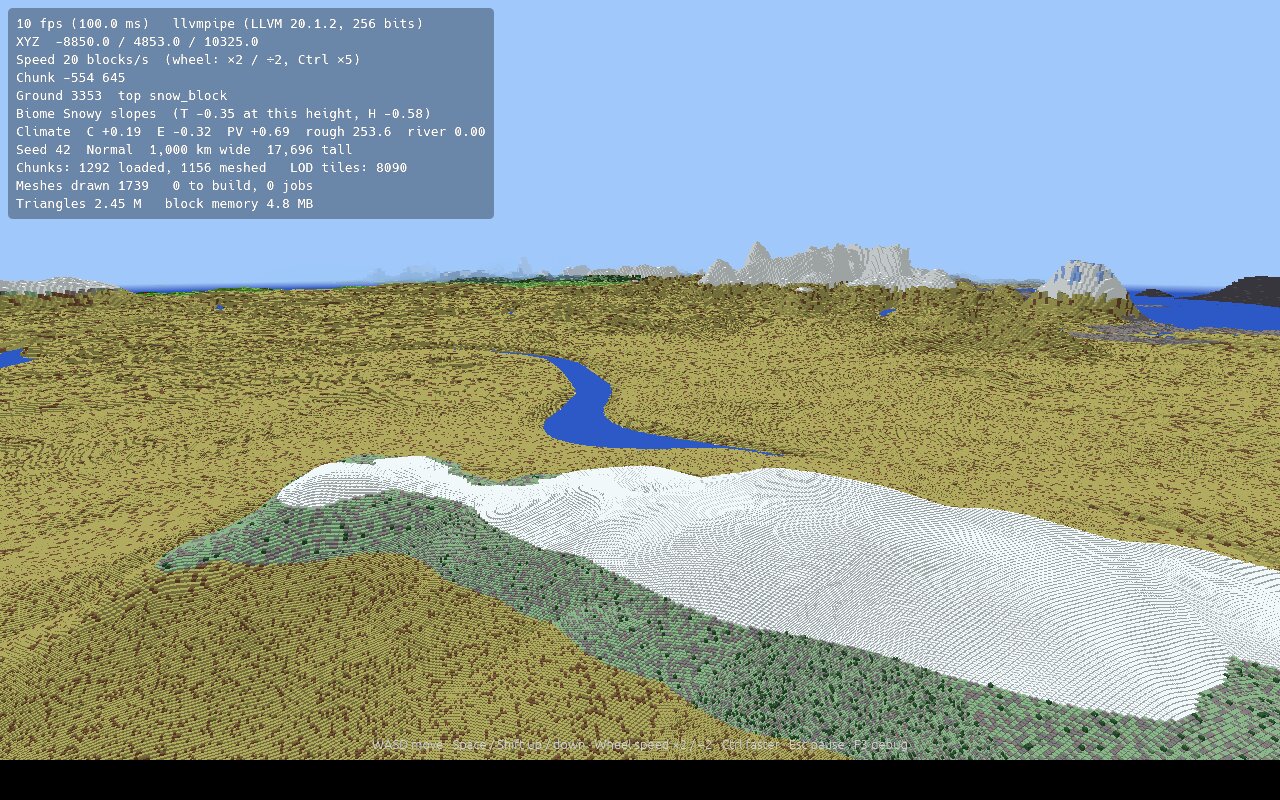 10 fps (100.0 ms)   llvmpipe (LLVM 20.1.2, 256 bits)
XYZ  -8850.0 / 4853.0 / 10325.0
Speed 20 blocks/s  (wheel: ×2 / ÷2, Ctrl ×5)
Chunk -554 645
Ground 3353  top snow_block
Biome Snowy slopes  (T -0.35 at this height, H -0.58)
Climate  C +0.19  E -0.32  PV +0.69  rough 253.6  river 0.00
Seed 42  Normal  1,000 km wide  17,696 tall
Chunks: 1292 loaded, 1156 meshed   LOD tiles: 8090
Meshes drawn 1739   0 to build, 0 jobs
Triangles 2.45 M   block memory 4.8 MB
WASD move · Space / Shift up / down · Wheel speed ×2 / ÷2 · Ctrl faster · Esc pause · F3 debug